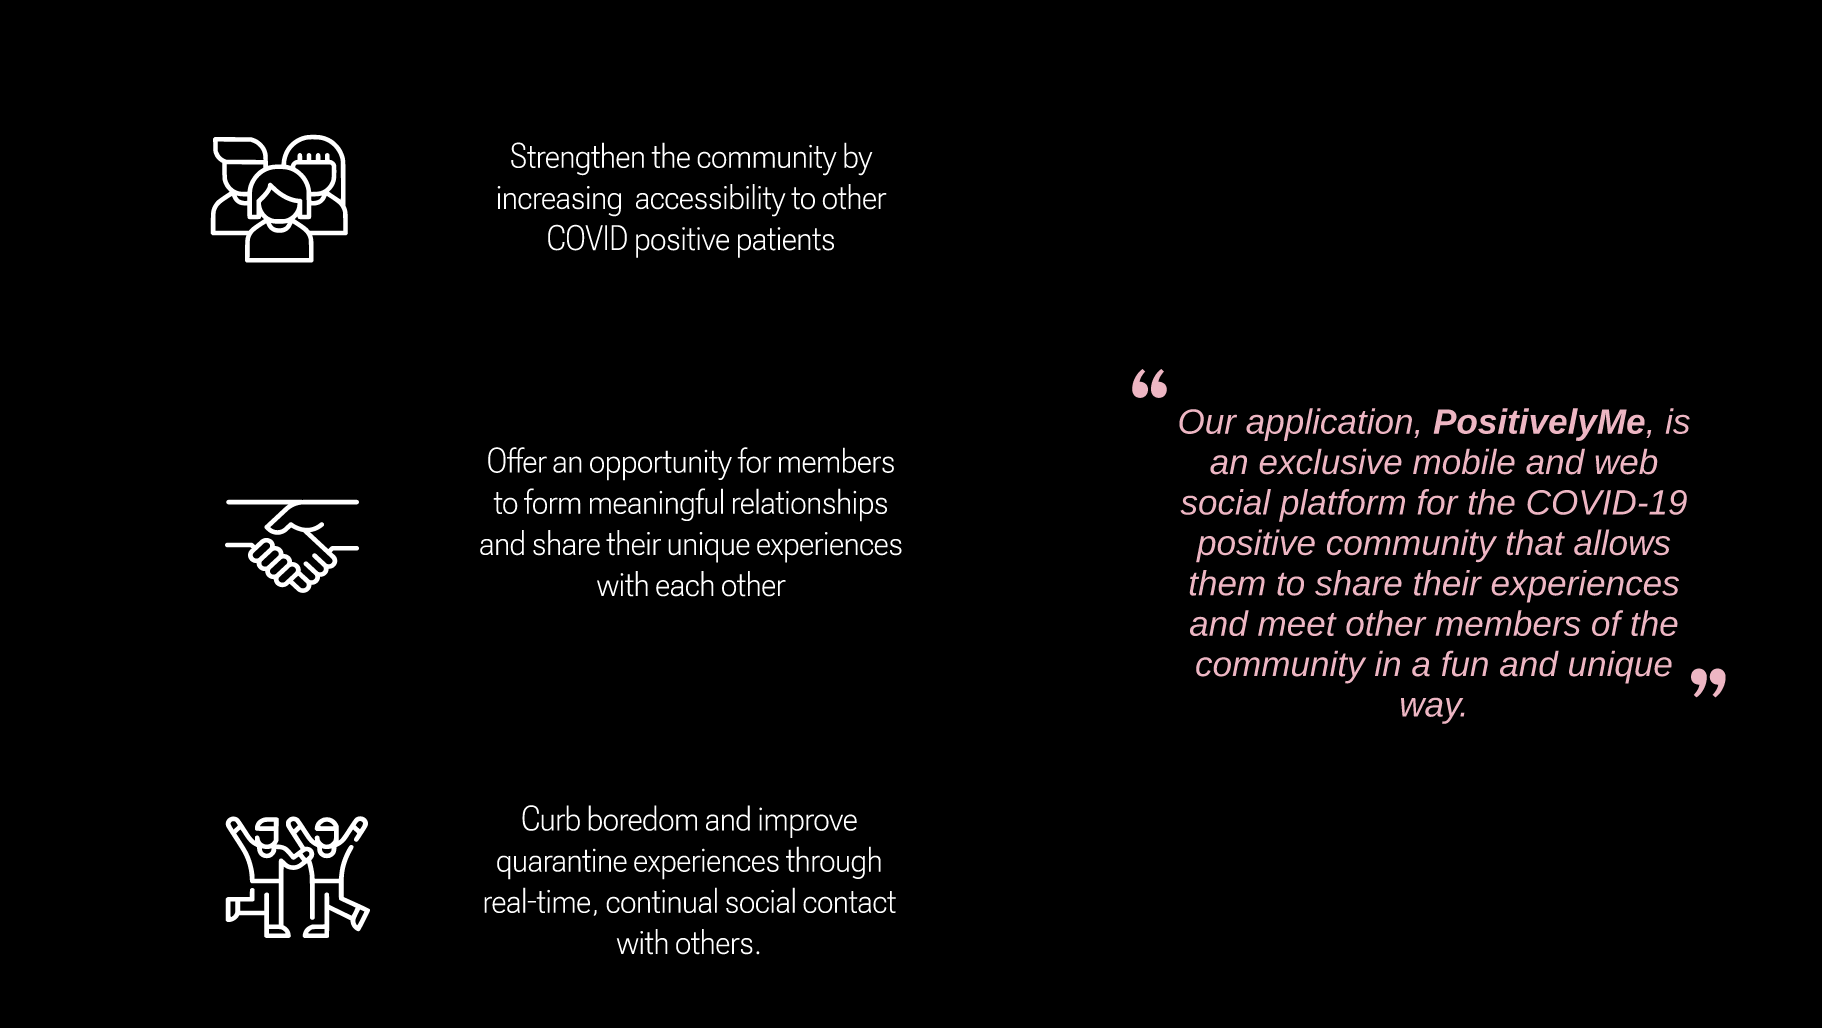 Strengthen the community by
increasing  accessibility to other
COVID positive patients
Offer an opportunity for members
to form meaningful relationships
and share their unique experiences
with each other
Curb boredom and improve
quarantine experiences through
real-time, continual social contact
with others.
“
Our application, PositivelyMe, is
an exclusive mobile and web
social platform for the COVID-19
positive community that allows
them to share their experiences
and meet other members of the
community in a fun and unique
way.
”